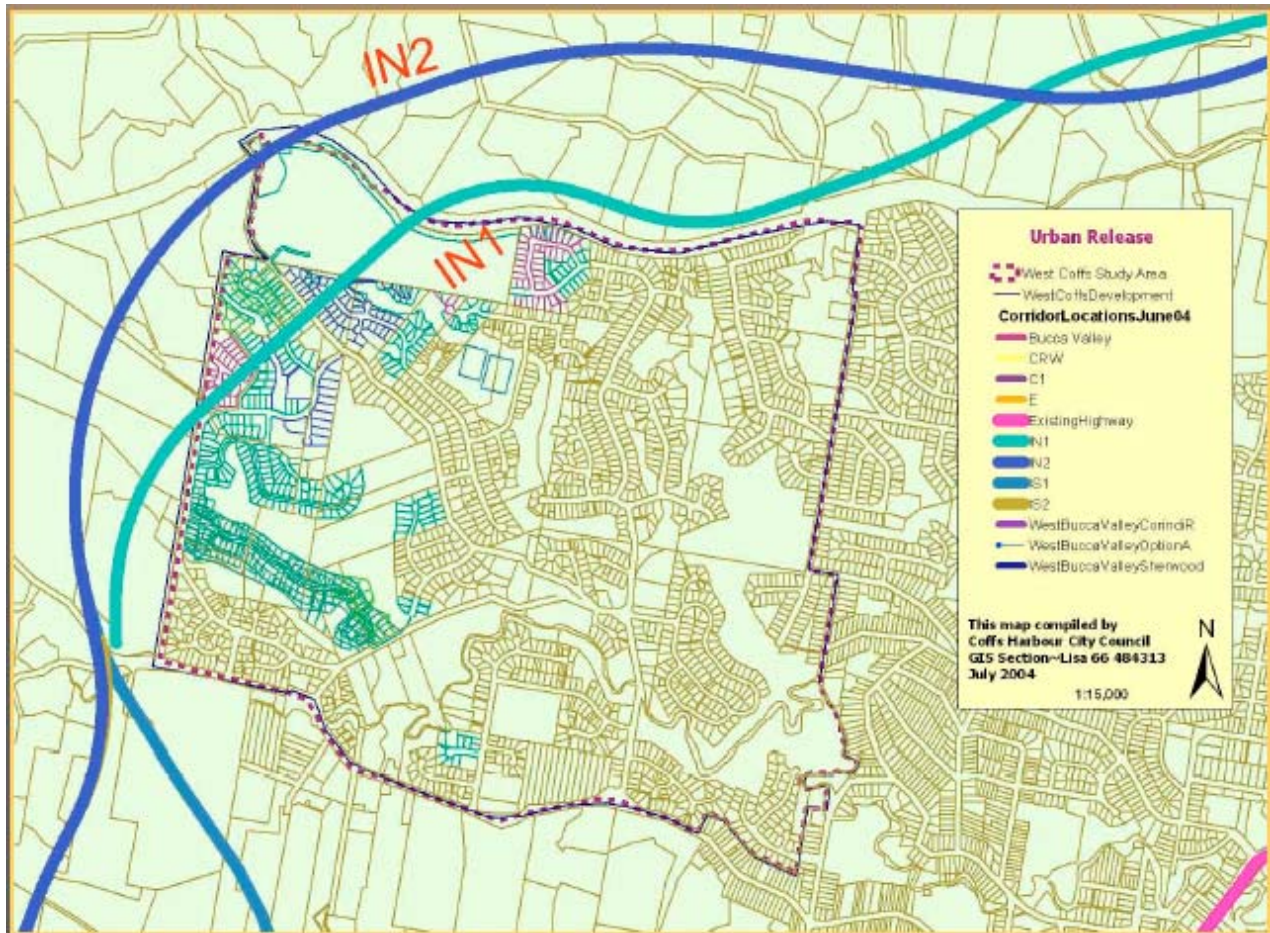 IN2
IN1
Urban Release
West Coffs Study Area
WestCoffsDevelopment
CorridorLocationsJune04
Bucca Valley
CRW
C1
E
ExistingHighway
IN1
IN2
IS1
IS2
WestBuccaValleyCorindiR
WestBuccaValleyOptionA
WestBuccaValleySherwood
This map compiled by
Coffs Harbour City Council
GIS Section~Lisa 66 484313
July 2004
N
1:15,000